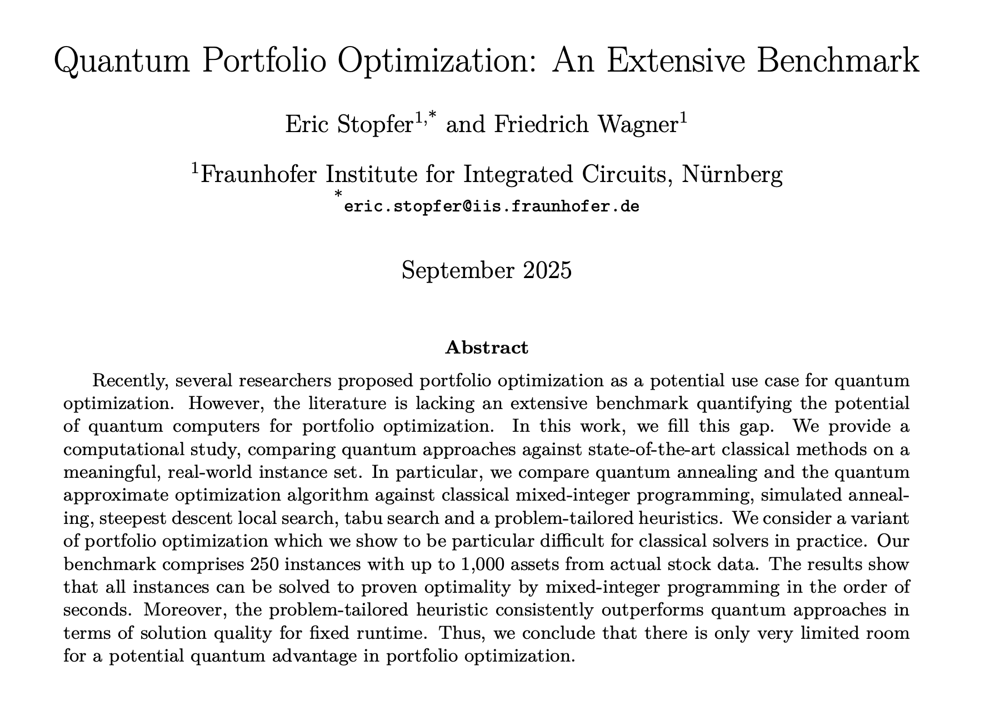 Quantum Portfolio Optimization: An Extensive Benchmark
Eric Stopfer1,* and Friedrich Wagner1
1Fraunhofer Institute for Integrated Circuits, Nürnberg
*eric.stopfer@iis.fraunhofer.de
September 2025
Abstract
Recently, several researchers proposed portfolio optimization as a potential use case for quantum
optimization. However, the literature is lacking an extensive benchmark quantifying the potential
of quantum computers for portfolio optimization. In this work, we fill this gap. We provide a
computational study, comparing quantum approaches against state-of-the-art classical methods on a
meaningful, real-world instance set. In particular, we compare quantum annealing and the quantum
approximate optimization algorithm against classical mixed-integer programming, simulated anneal-
ing, steepest descent local search, tabu search and a problem-tailored heuristics. We consider a variant
of portfolio optimization which we show to be particular difficult for classical solvers in practice. Our
benchmark comprises 250 instances with up to 1,000 assets from actual stock data. The results show
that all instances can be solved to proven optimality by mixed-integer programming in the order of
seconds. Moreover, the problem-tailored heuristic consistently outperforms quantum approaches in
terms of solution quality for fixed runtime. Thus, we conclude that there is only very limited room
for a potential quantum advantage in portfolio optimization.